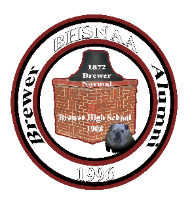 BHSNAA
Brewer
Alumni
1872
Brewer
Normal
Brewer High School
1908
1996